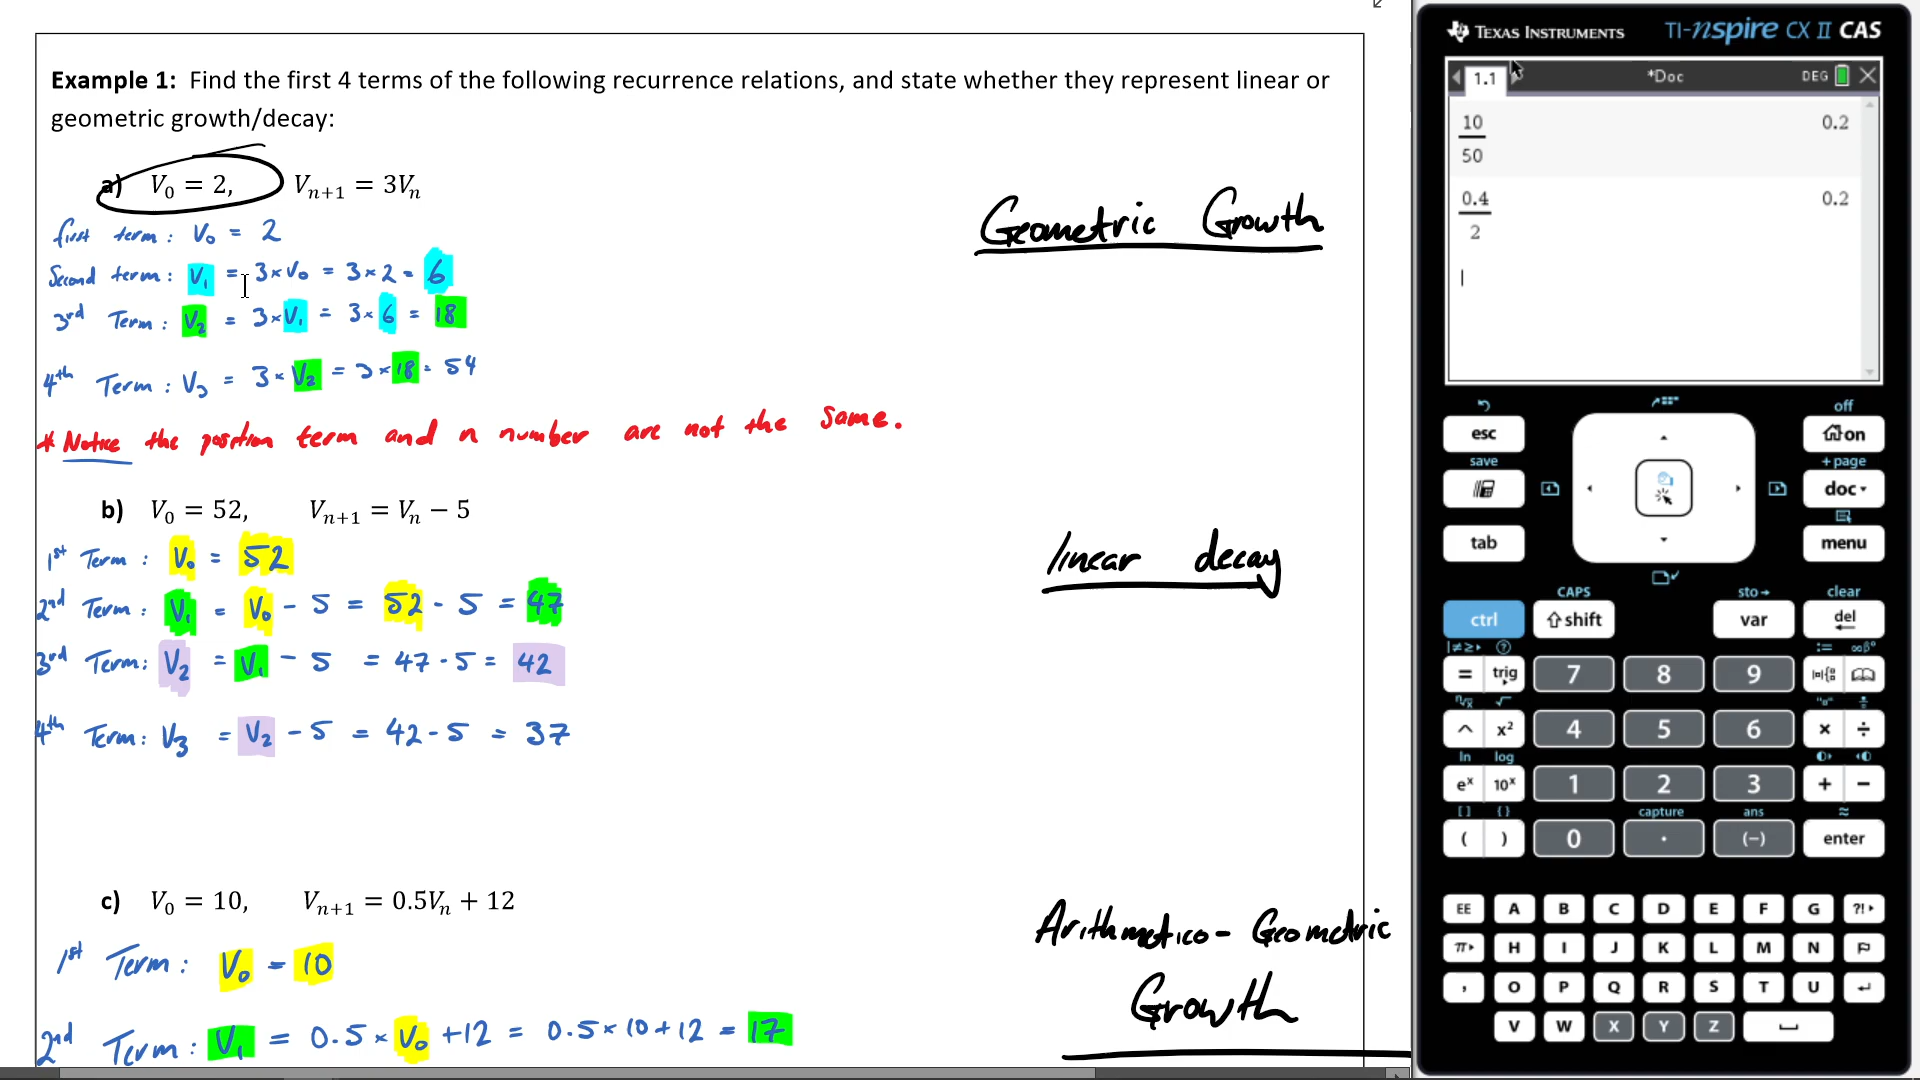 Example 1: Find the first 4 terms of the following recurrence relations, and state whether they represent linear or
geometric growth/decay:
a) V₀ = 2, Vₙ₊₁ = 3Vₙ
Geometric Growth
first term: V₀ = 2
Second term: V₁ = 3×V₀ = 3×2 = 6
3rd Term: V₂ = 3×V₁ = 3×6 = 18
4th Term: V₃ = 3×V₂ = 3×18 = 54
* Notice the position term and n number are not the same.
b) V₀ = 52, Vₙ₊₁ = Vₙ − 5
linear decay
1st Term: V₀ = 52
2nd Term: V₁ = V₀ - 5 = 52 - 5 = 47
3rd Term: V₂ = V₁ - 5 = 47 - 5 = 42
4th Term: V₃ = V₂ - 5 = 42 - 5 = 37
c) V₀ = 10, Vₙ₊₁ = 0.5Vₙ + 12
Arithmetico - Geometric
Growth
1st Term: V₀ = 10
2nd Term: V₁ = 0.5×V₀ +12 = 0.5×10+12 = 17
TEXAS INSTRUMENTS TI-nspire CX II CAS
1.1 *Doc DEG
10/50 0.2
0.4/2 0.2
off
esc on
save + page
doc
tab menu
CAPS sto→ clear
ctrl shift var del
= trig 7 8 9
^ x² 4 5 6 × ÷
ln log
eˣ 10ˣ 1 2 3 + −
[ ] { } capture ans ≈
( ) 0 . (−) enter
EE A B C D E F G ?!
π H I J K L M N
, O P Q R S T U
V W X Y Z